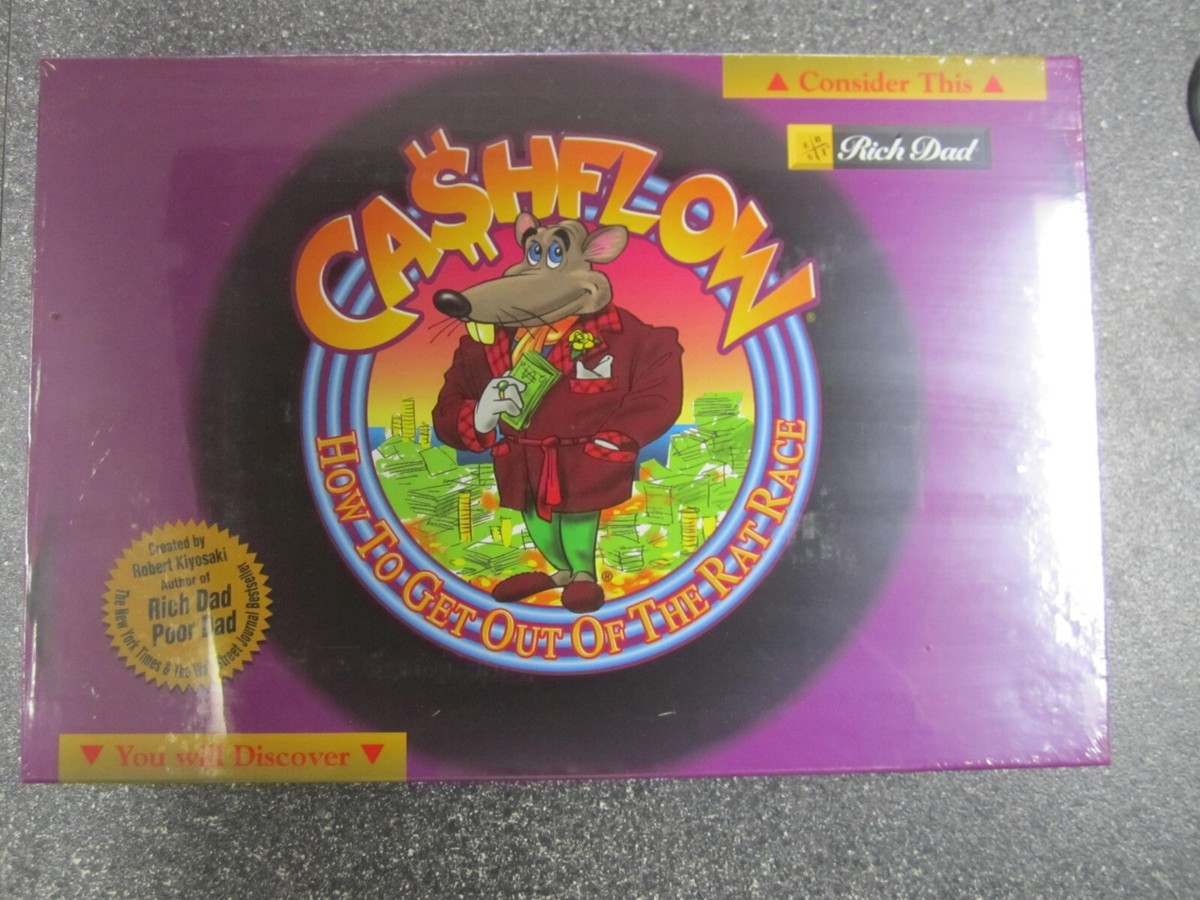 ▲ Consider This ▲
E B
S I
Rich Dad
CA$HFLOW®
HOW TO GET OUT OF THE RAT RACE
®
Created by
Robert Kiyosaki
Author of
Rich Dad
Poor Dad
The New York Times & The Wall Street Journal Bestseller
▼ You will Discover ▼